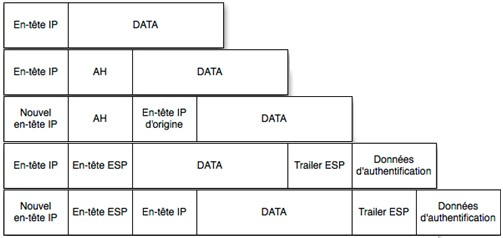 En-tête IP DATA
En-tête IP AH DATA
Nouvel en-tête IP AH En-tête IP d'origine DATA
En-tête IP En-tête ESP DATA Trailer ESP Données d'authentification
Nouvel en-tête IP En-tête ESP En-tête IP DATA Trailer ESP Données d'authentification